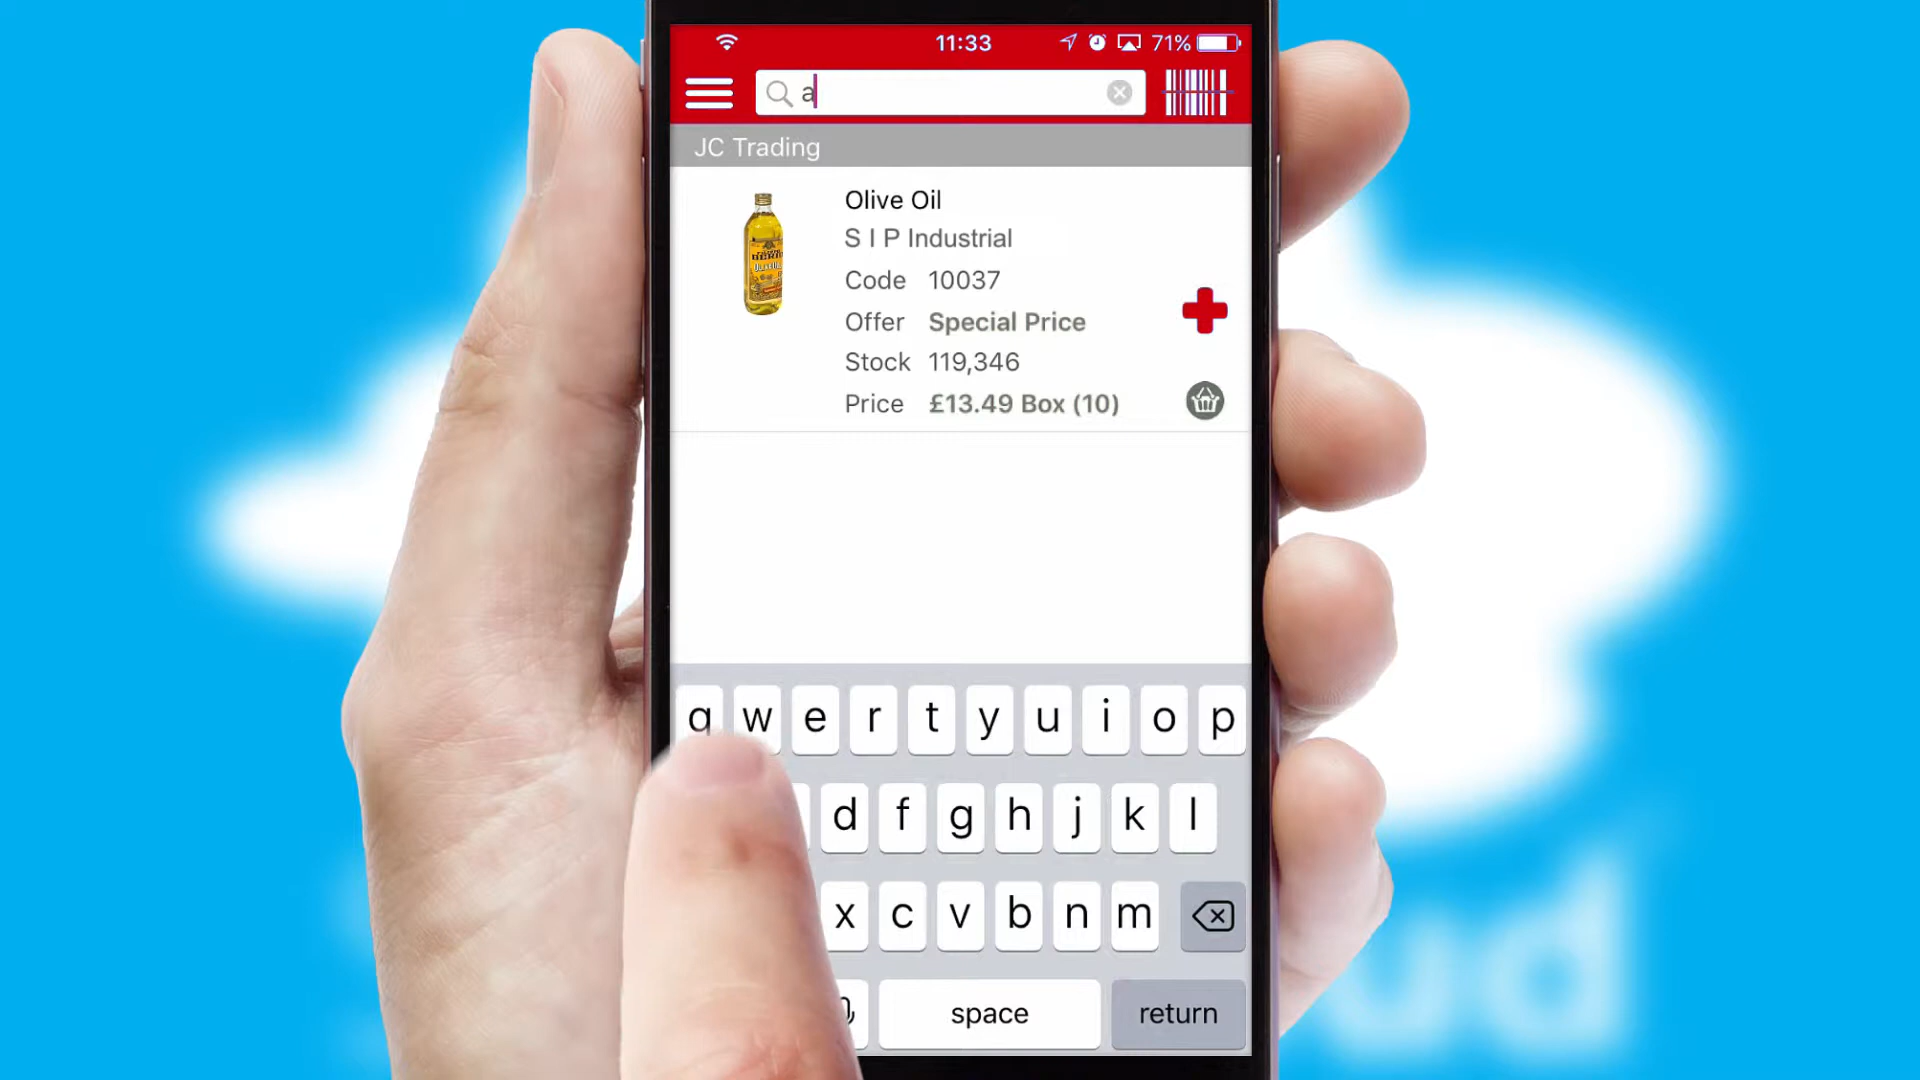 11:33 71%
a
JC Trading
Olive Oil
S I P Industrial
Code 10037
Offer Special Price
Stock 119,346
Price £13.49 Box (10)
q w e r t y u i o p
d f g h j k l
x c v b n m
space return
ud